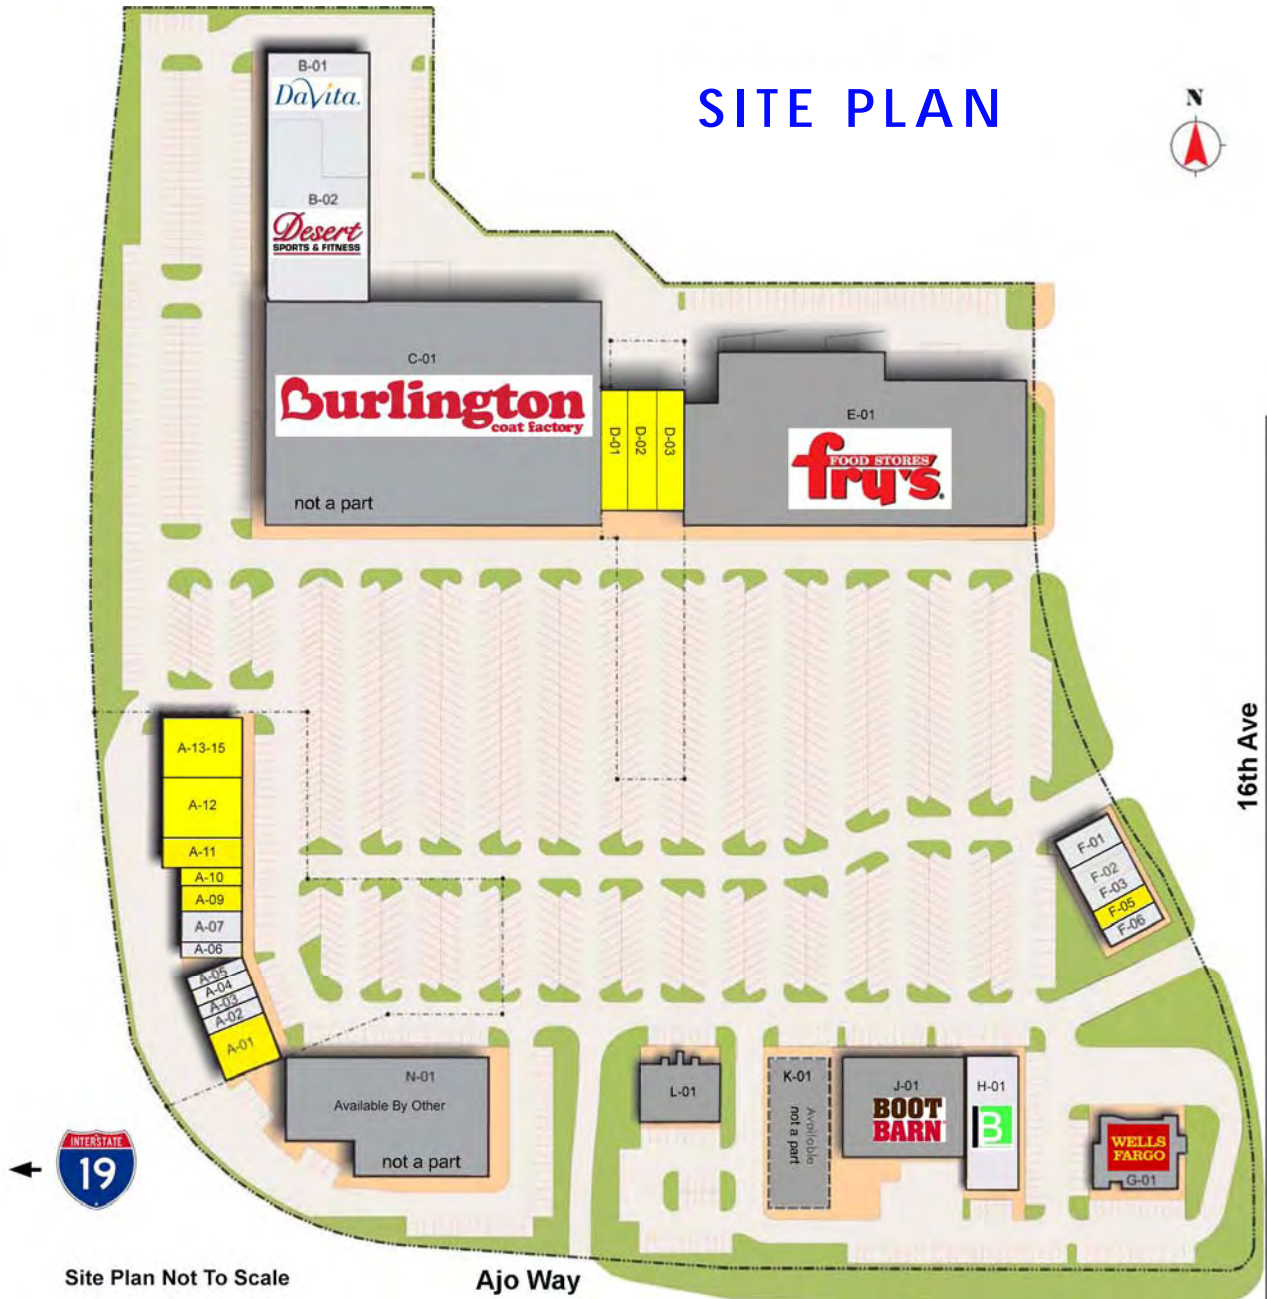 SITE PLAN
N
B-01
DaVita.
B-02
Desert
SPORTS & FITNESS
C-01
Burlington
coat factory
not a part
D-01
D-02
D-03
E-01
FOOD STORES
fry's.
16th Ave
A-13-15
A-12
A-11
A-10
A-09
A-07
A-06
A-05
A-04
A-03
A-02
A-01
F-01
F-02
F-03
F-05
F-06
N-01
Available By Other
not a part
L-01
K-01
Available
not a part
J-01
BOOT
BARN
H-01
B
WELLS
FARGO
G-01
INTERSTATE
19
Site Plan Not To Scale
Ajo Way